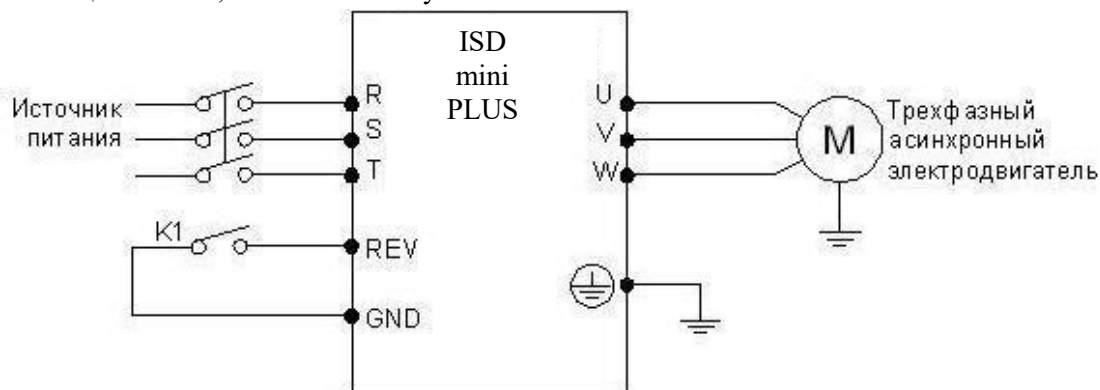 ISD
mini
PLUS
Источник
питания
R
S
T
U
V
W
M
Трехфазный
асинхронный
электродвигатель
K1
REV
GND